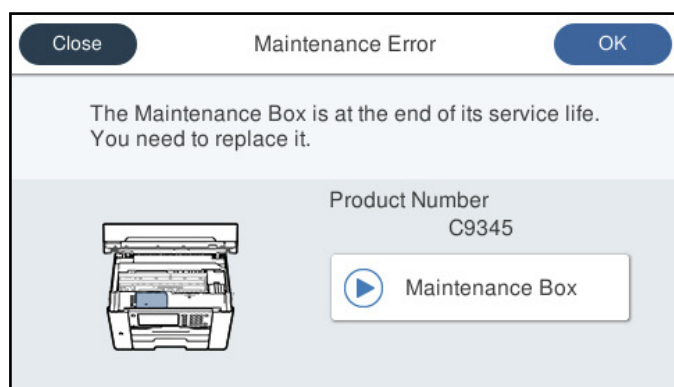 Close Maintenance Error OK
The Maintenance Box is at the end of its service life.
You need to replace it.
Product Number
C9345
Maintenance Box